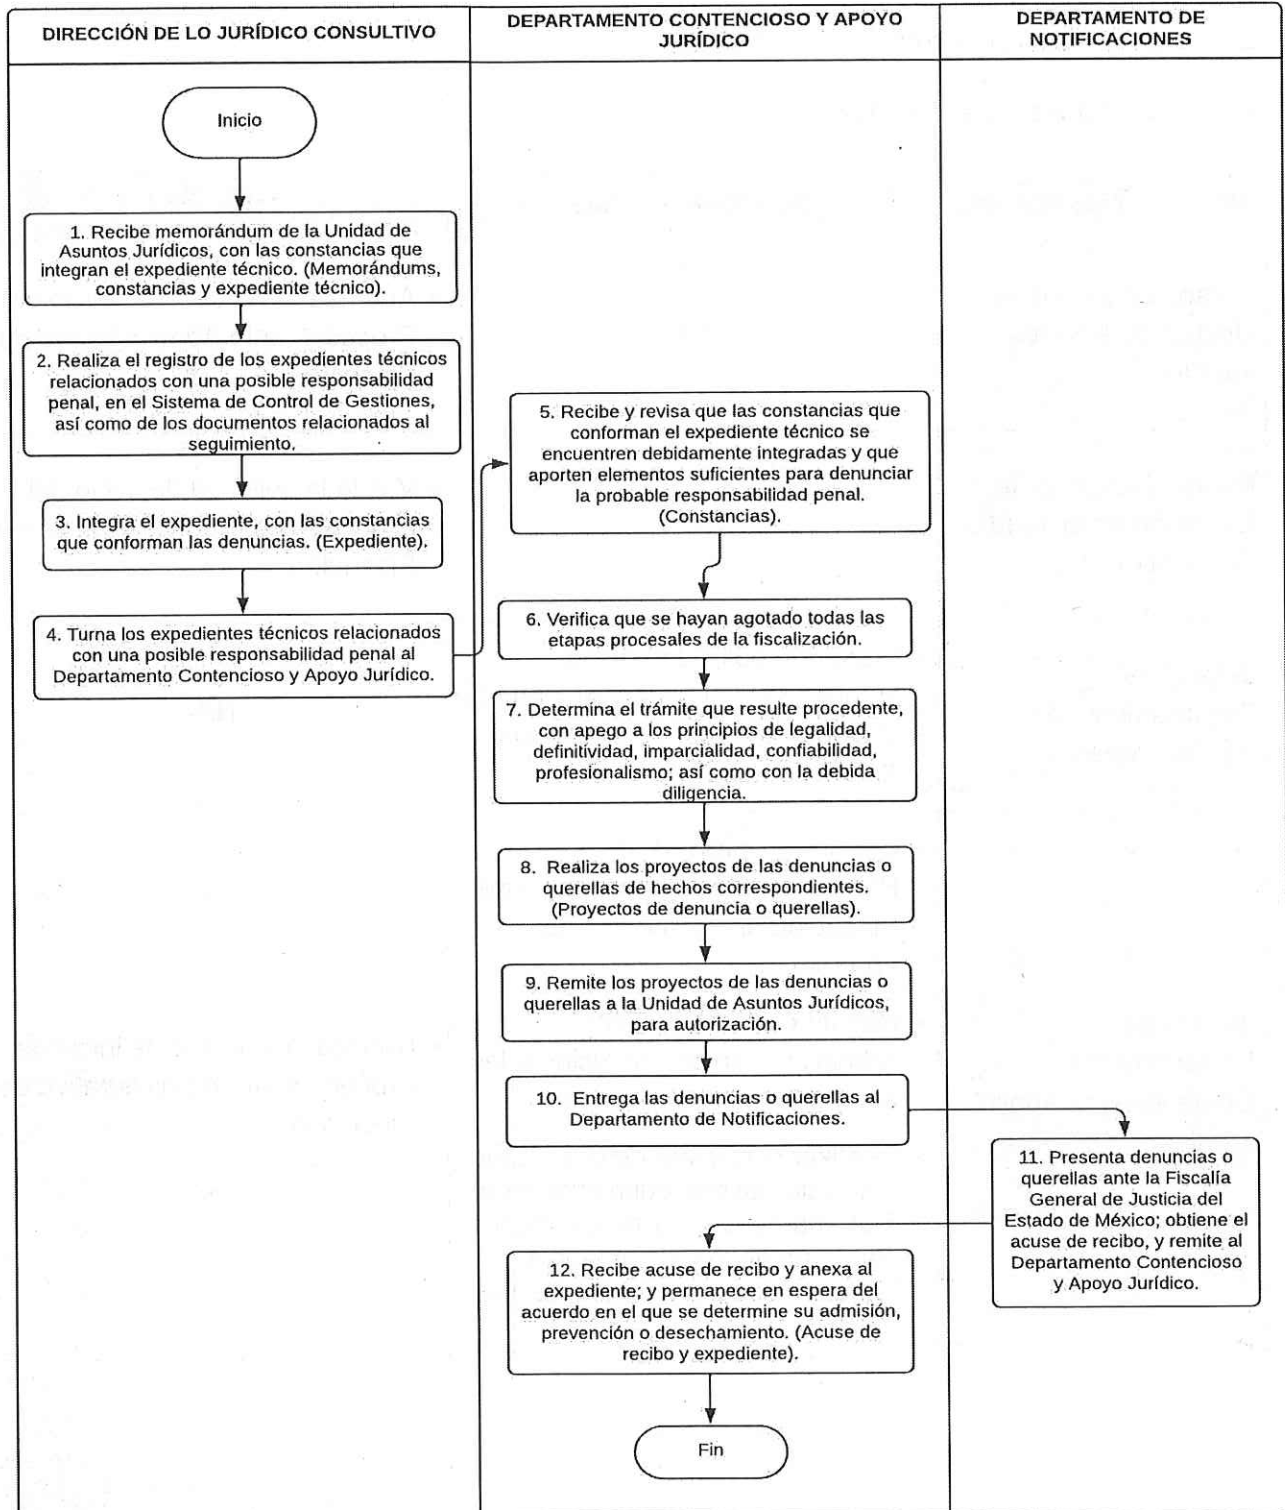 DIRECCIÓN DE LO JURÍDICO CONSULTIVO
DEPARTAMENTO CONTENCIOSO Y APOYO
JURÍDICO
DEPARTAMENTO DE
NOTIFICACIONES
Inicio
1. Recibe memorándum de la Unidad de
Asuntos Jurídicos, con las constancias que
integran el expediente técnico. (Memorándums,
constancias y expediente técnico).
2. Realiza el registro de los expedientes técnicos
relacionados con una posible responsabilidad
penal, en el Sistema de Control de Gestiones,
así como de los documentos relacionados al
seguimiento.
3. Integra el expediente, con las constancias
que conforman las denuncias. (Expediente).
4. Turna los expedientes técnicos relacionados
con una posible responsabilidad penal al
Departamento Contencioso y Apoyo Jurídico.
5. Recibe y revisa que las constancias que
conforman el expediente técnico se
encuentren debidamente integradas y que
aporten elementos suficientes para denunciar
la probable responsabilidad penal.
(Constancias).
6. Verifica que se hayan agotado todas las
etapas procesales de la fiscalización.
7. Determina el trámite que resulte procedente,
con apego a los principios de legalidad,
definitividad, imparcialidad, confiabilidad,
profesionalismo; así como con la debida
diligencia.
8. Realiza los proyectos de las denuncias o
querellas de hechos correspondientes.
(Proyectos de denuncia o querellas).
9. Remite los proyectos de las denuncias o
querellas a la Unidad de Asuntos Jurídicos,
para autorización.
10. Entrega las denuncias o querellas al
Departamento de Notificaciones.
11. Presenta denuncias o
querellas ante la Fiscalía
General de Justicia del
Estado de México; obtiene el
acuse de recibo, y remite al
Departamento Contencioso
y Apoyo Jurídico.
12. Recibe acuse de recibo y anexa al
expediente; y permanece en espera del
acuerdo en el que se determine su admisión,
prevención o desechamiento. (Acuse de
recibo y expediente).
Fin